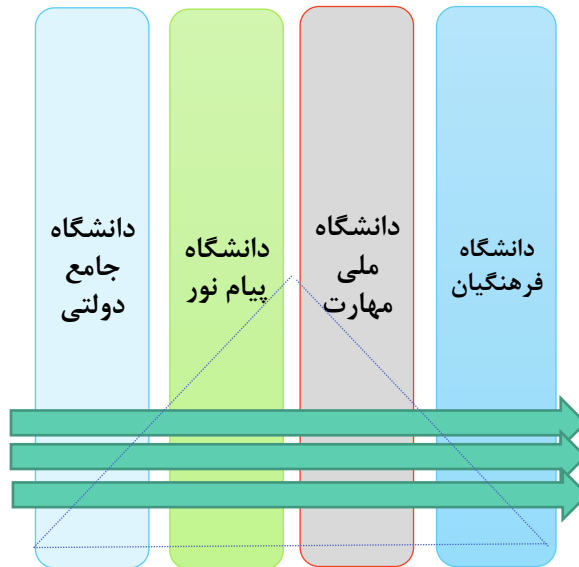 دانشگاه
فرهنگیان
دانشگاه
ملی
مهارت
دانشگاه
پیام نور
دانشگاه
جامع
دولتی